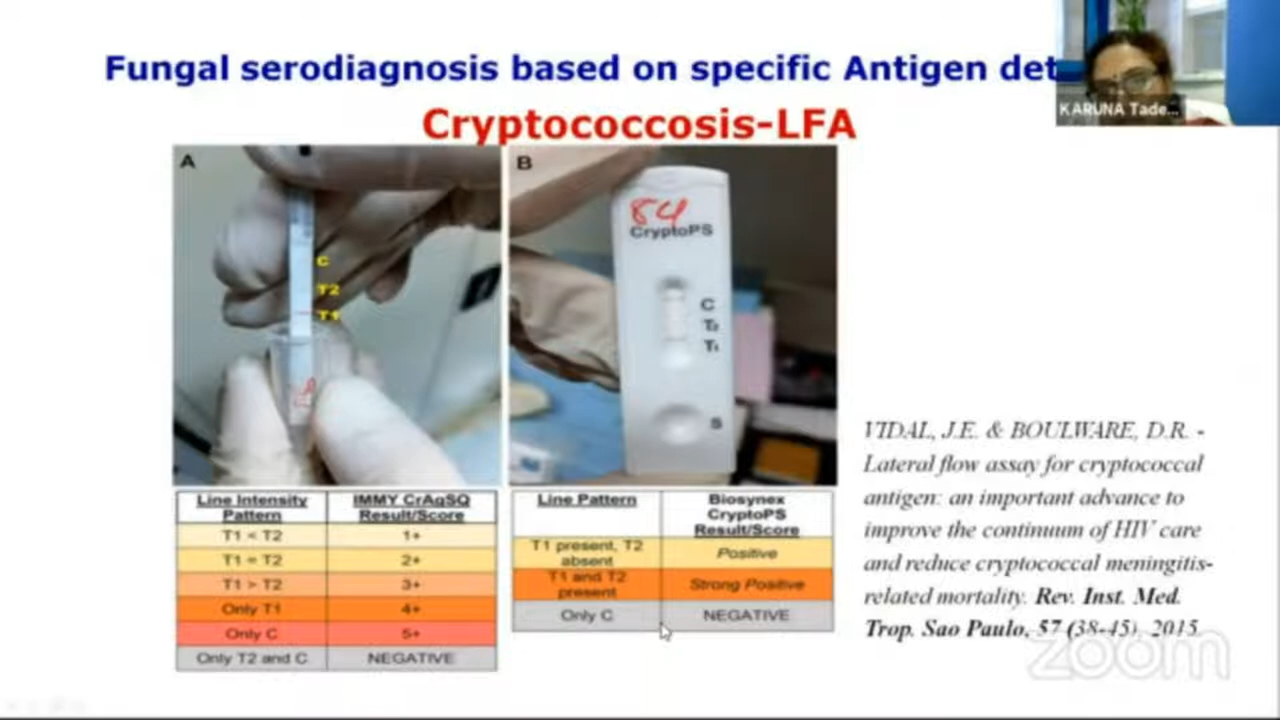 Fungal serodiagnosis based on specific Antigen det
KARUNA Tade...
Cryptococcosis-LFA
A
C
T2
T1
B
84
CryptoPS
C
T₂
T₁
S
Line Intensity Pattern
IMMY CrAgSQ Result/Score
T1 < T2
1+
T1 = T2
2+
T1 > T2
3+
Only T1
4+
Only C
5+
Only T2 and C
NEGATIVE
Line Pattern
Biosynex CryptoPS Result/Score
T1 present, T2 absent
Positive
T1 and T2 present
Strong Positive
Only C
NEGATIVE
VIDAL, J.E. & BOULWARE, D.R. -
Lateral flow assay for cryptococcal
antigen: an important advance to
improve the continuum of HIV care
and reduce cryptococcal meningitis-
related mortality. Rev. Inst. Med.
Trop. Sao Paulo, 57 (38-45), 2015.
zoom